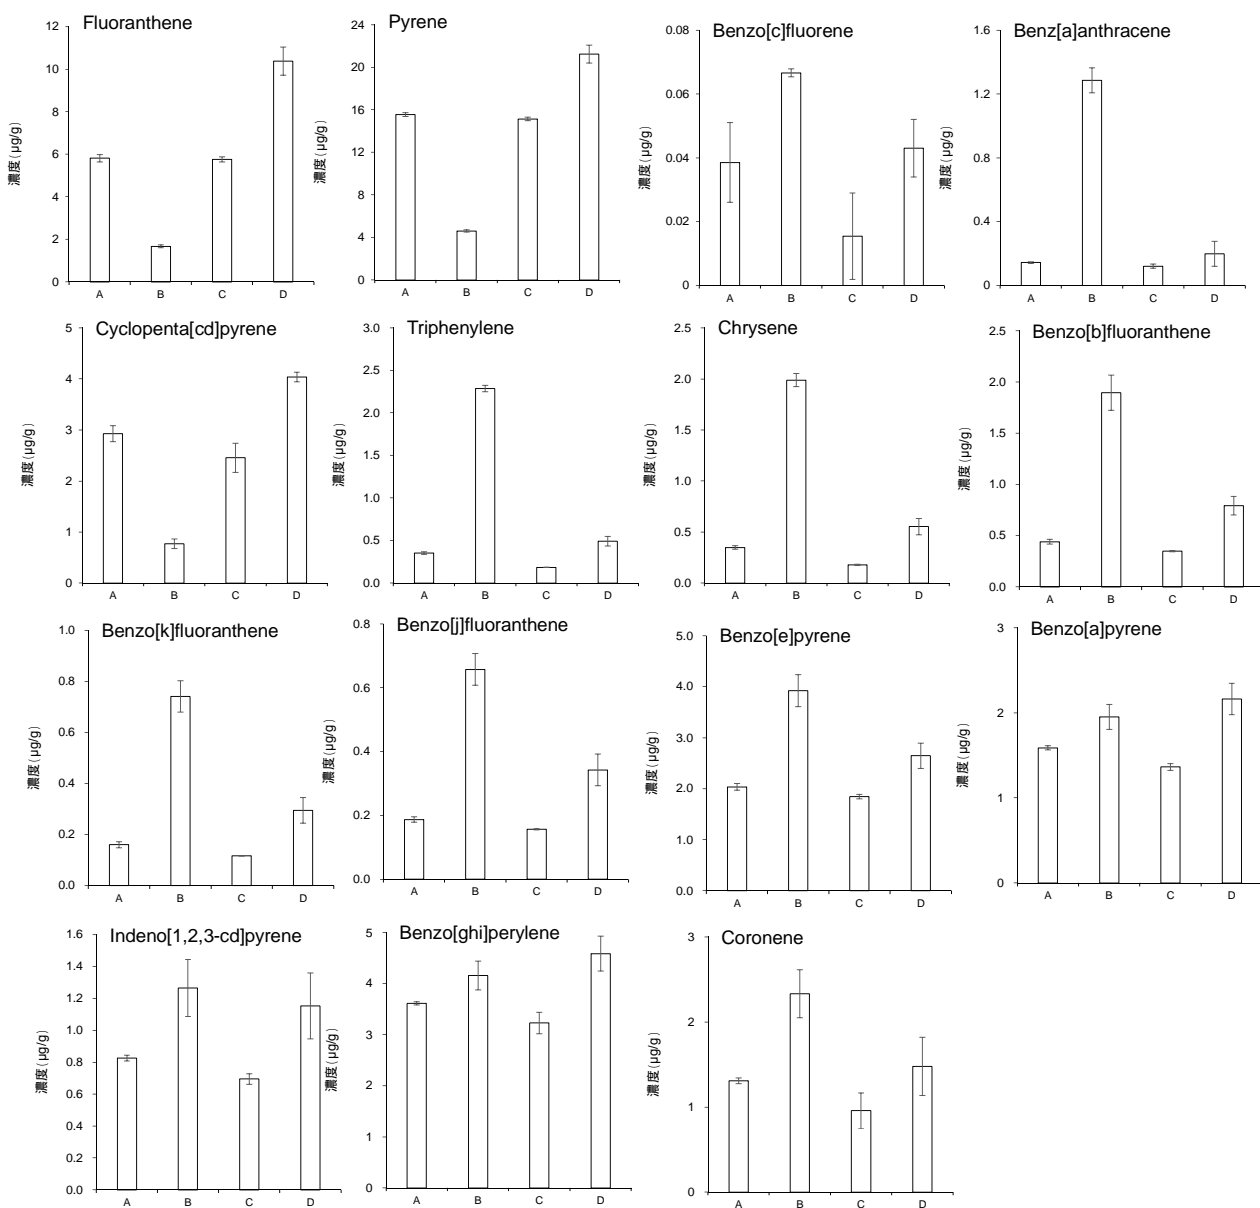 Fluoranthene
12
10
8
6
4
2
0
濃度(μg/g)
A B C D
Pyrene
24
20
16
12
8
4
0
濃度(μg/g)
A B C D
Benzo[c]fluorene
0.08
0.06
0.04
0.02
0
濃度(μg/g)
A B C D
Benz[a]anthracene
1.6
1.2
0.8
0.4
0
濃度(μg/g)
A B C D
Cyclopenta[cd]pyrene
5
4
3
2
1
0
濃度(μg/g)
A B C D
Triphenylene
3.0
2.5
2.0
1.5
1.0
0.5
0.0
濃度(μg/g)
A B C D
Chrysene
2.5
2.0
1.5
1.0
0.5
0.0
濃度(μg/g)
A B C D
Benzo[b]fluoranthene
2.5
2.0
1.5
1.0
0.5
0.0
濃度(μg/g)
A B C D
Benzo[k]fluoranthene
1.0
0.8
0.6
0.4
0.2
0.0
濃度(μg/g)
A B C D
Benzo[j]fluoranthene
0.8
0.6
0.4
0.2
0.0
濃度(μg/g)
A B C D
Benzo[e]pyrene
5.0
4.0
3.0
2.0
1.0
0.0
濃度(μg/g)
A B C D
Benzo[a]pyrene
3
2
1
0
濃度(μg/g)
A B C D
Indeno[1,2,3-cd]pyrene
1.6
1.4
1.2
1.0
0.8
0.6
0.4
0.2
0.0
濃度(μg/g)
A B C D
Benzo[ghi]perylene
5
4
3
2
1
0
濃度(μg/g)
A B C D
Coronene
3
2
1
0
濃度(μg/g)
A B C D